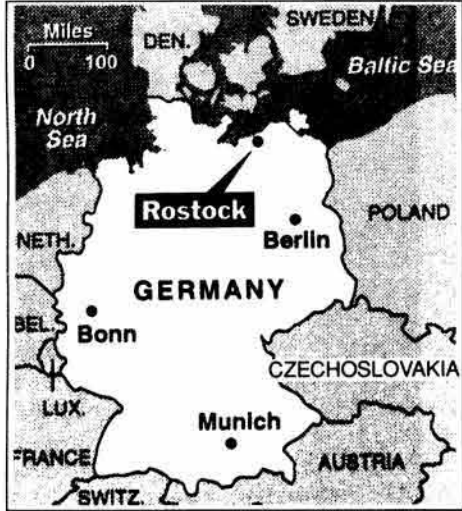 Miles
0 100
DEN.
SWEDEN
Baltic Sea
North
Sea
Rostock
POLAND
NETH.
Berlin
GERMANY
BEL.
Bonn
CZECHOSLOVAKIA
LUX.
Munich
FRANCE
AUSTRIA
SWITZ.